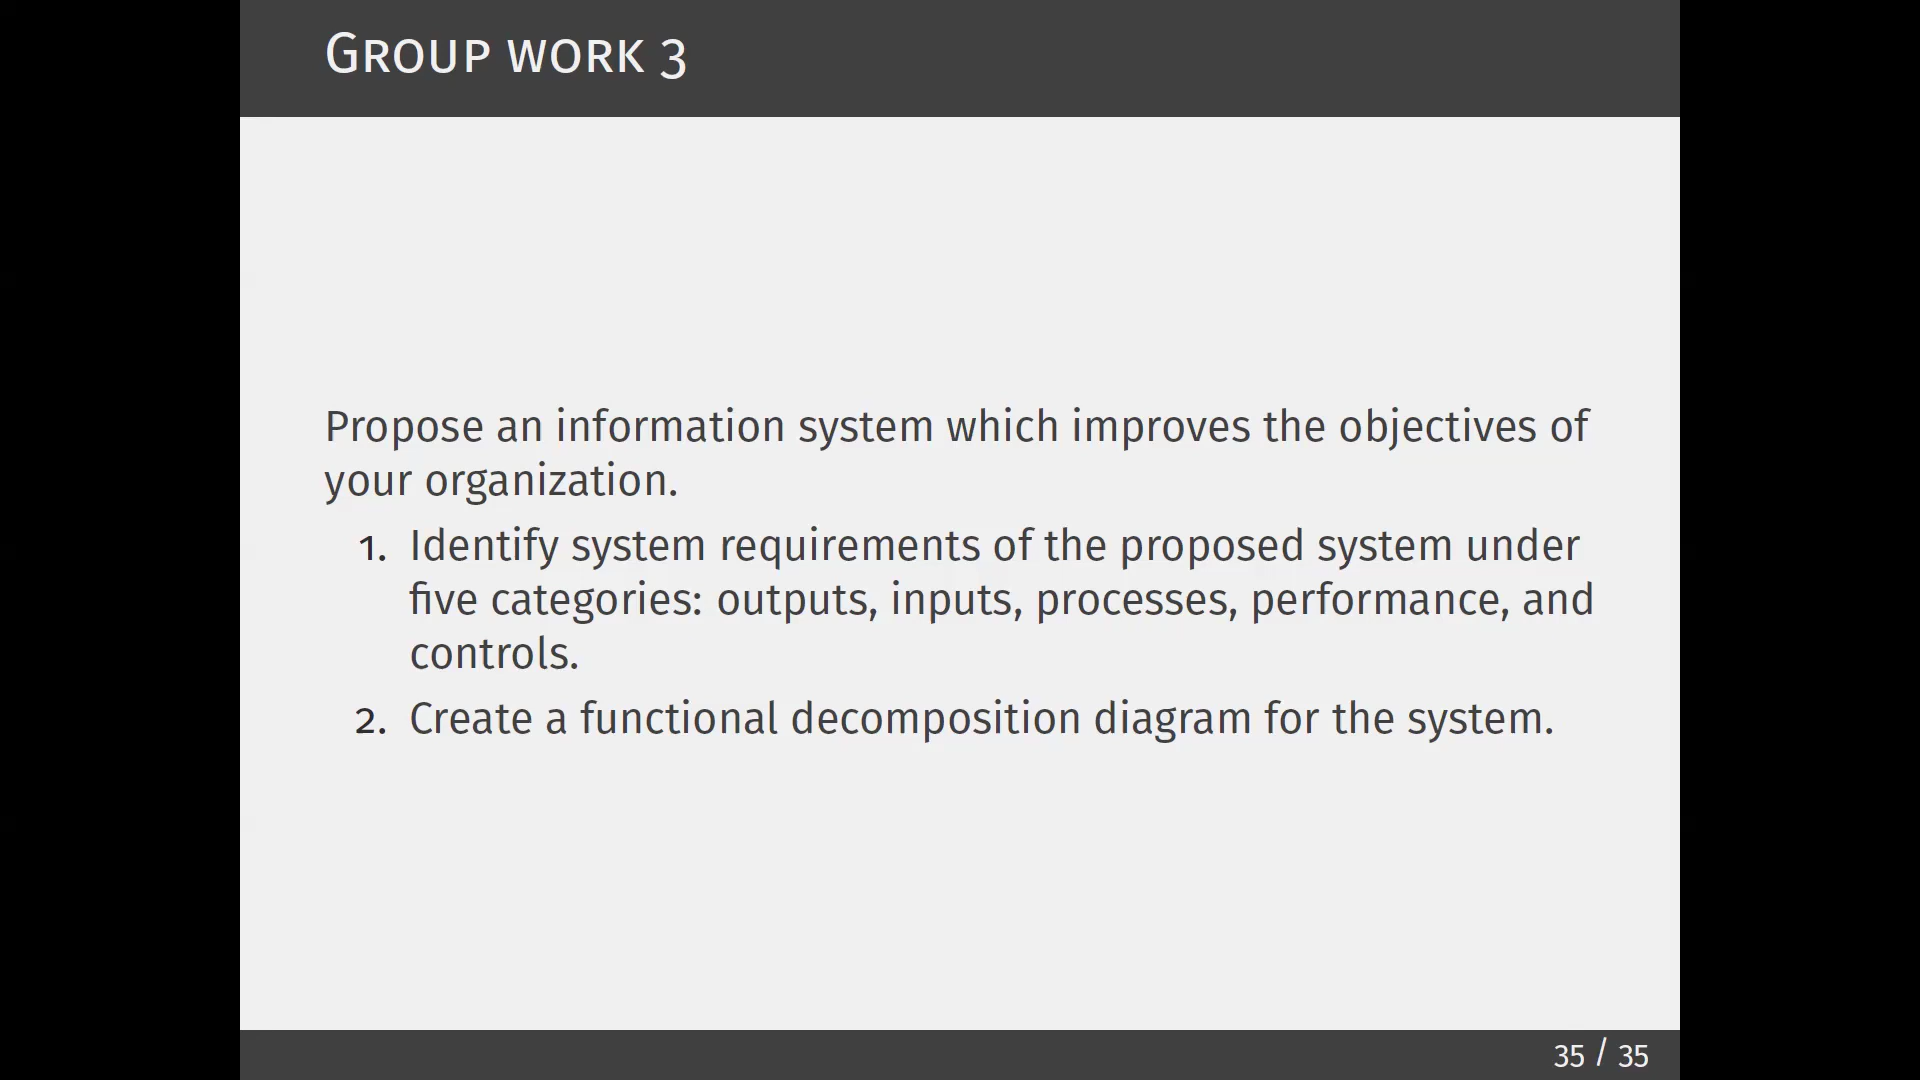 Group work 3
Propose an information system which improves the objectives of
your organization.
1. Identify system requirements of the proposed system under
five categories: outputs, inputs, processes, performance, and
controls.
2. Create a functional decomposition diagram for the system.
35 / 35